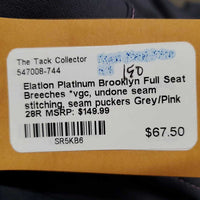 The Tack Collector
547008-744
150
Elation Platinum Brooklyn Full Seat
Breeches *vgc, undone seam
stitching, seam puckers Grey/Pink
28R MSRP: $149.99
$67.50
SR5KB6